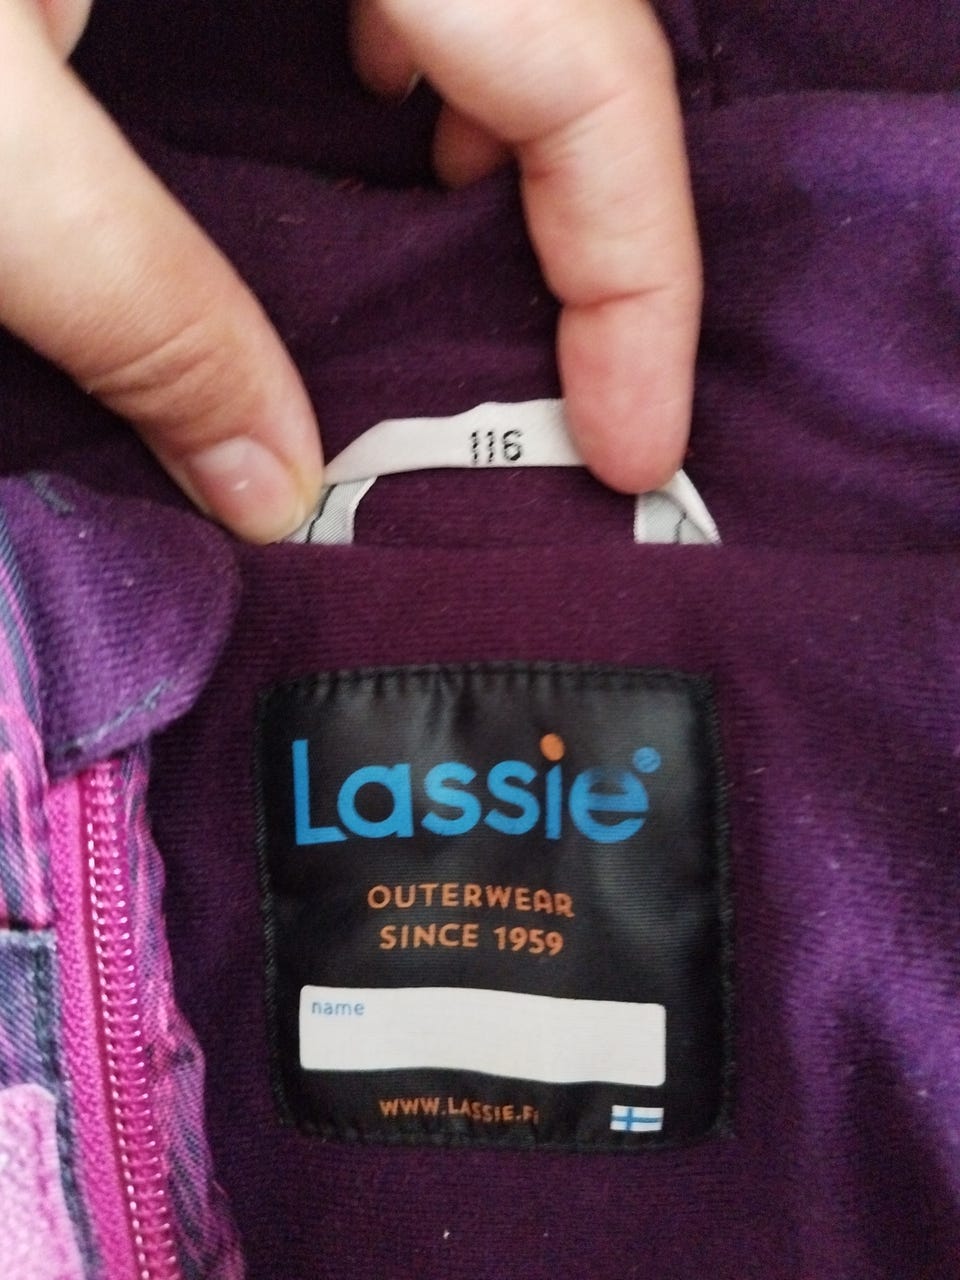 116
Lassie®
OUTERWEAR
SINCE 1959
name
WWW.LASSIE.Fi